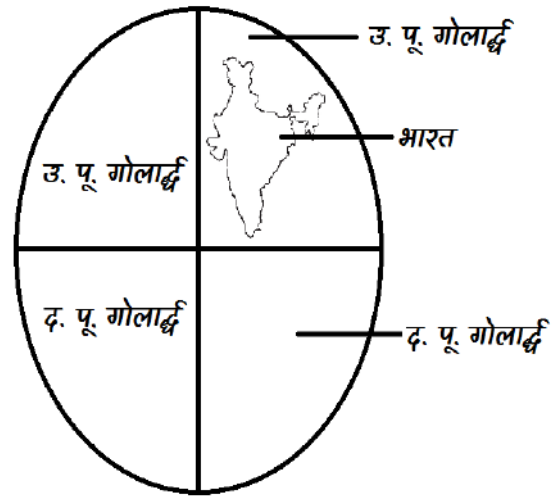 उ. पू. गोलार्द्ध
भारत
उ. पू. गोलार्द्ध
द. पू. गोलार्द्ध
द. पू. गोलार्द्ध